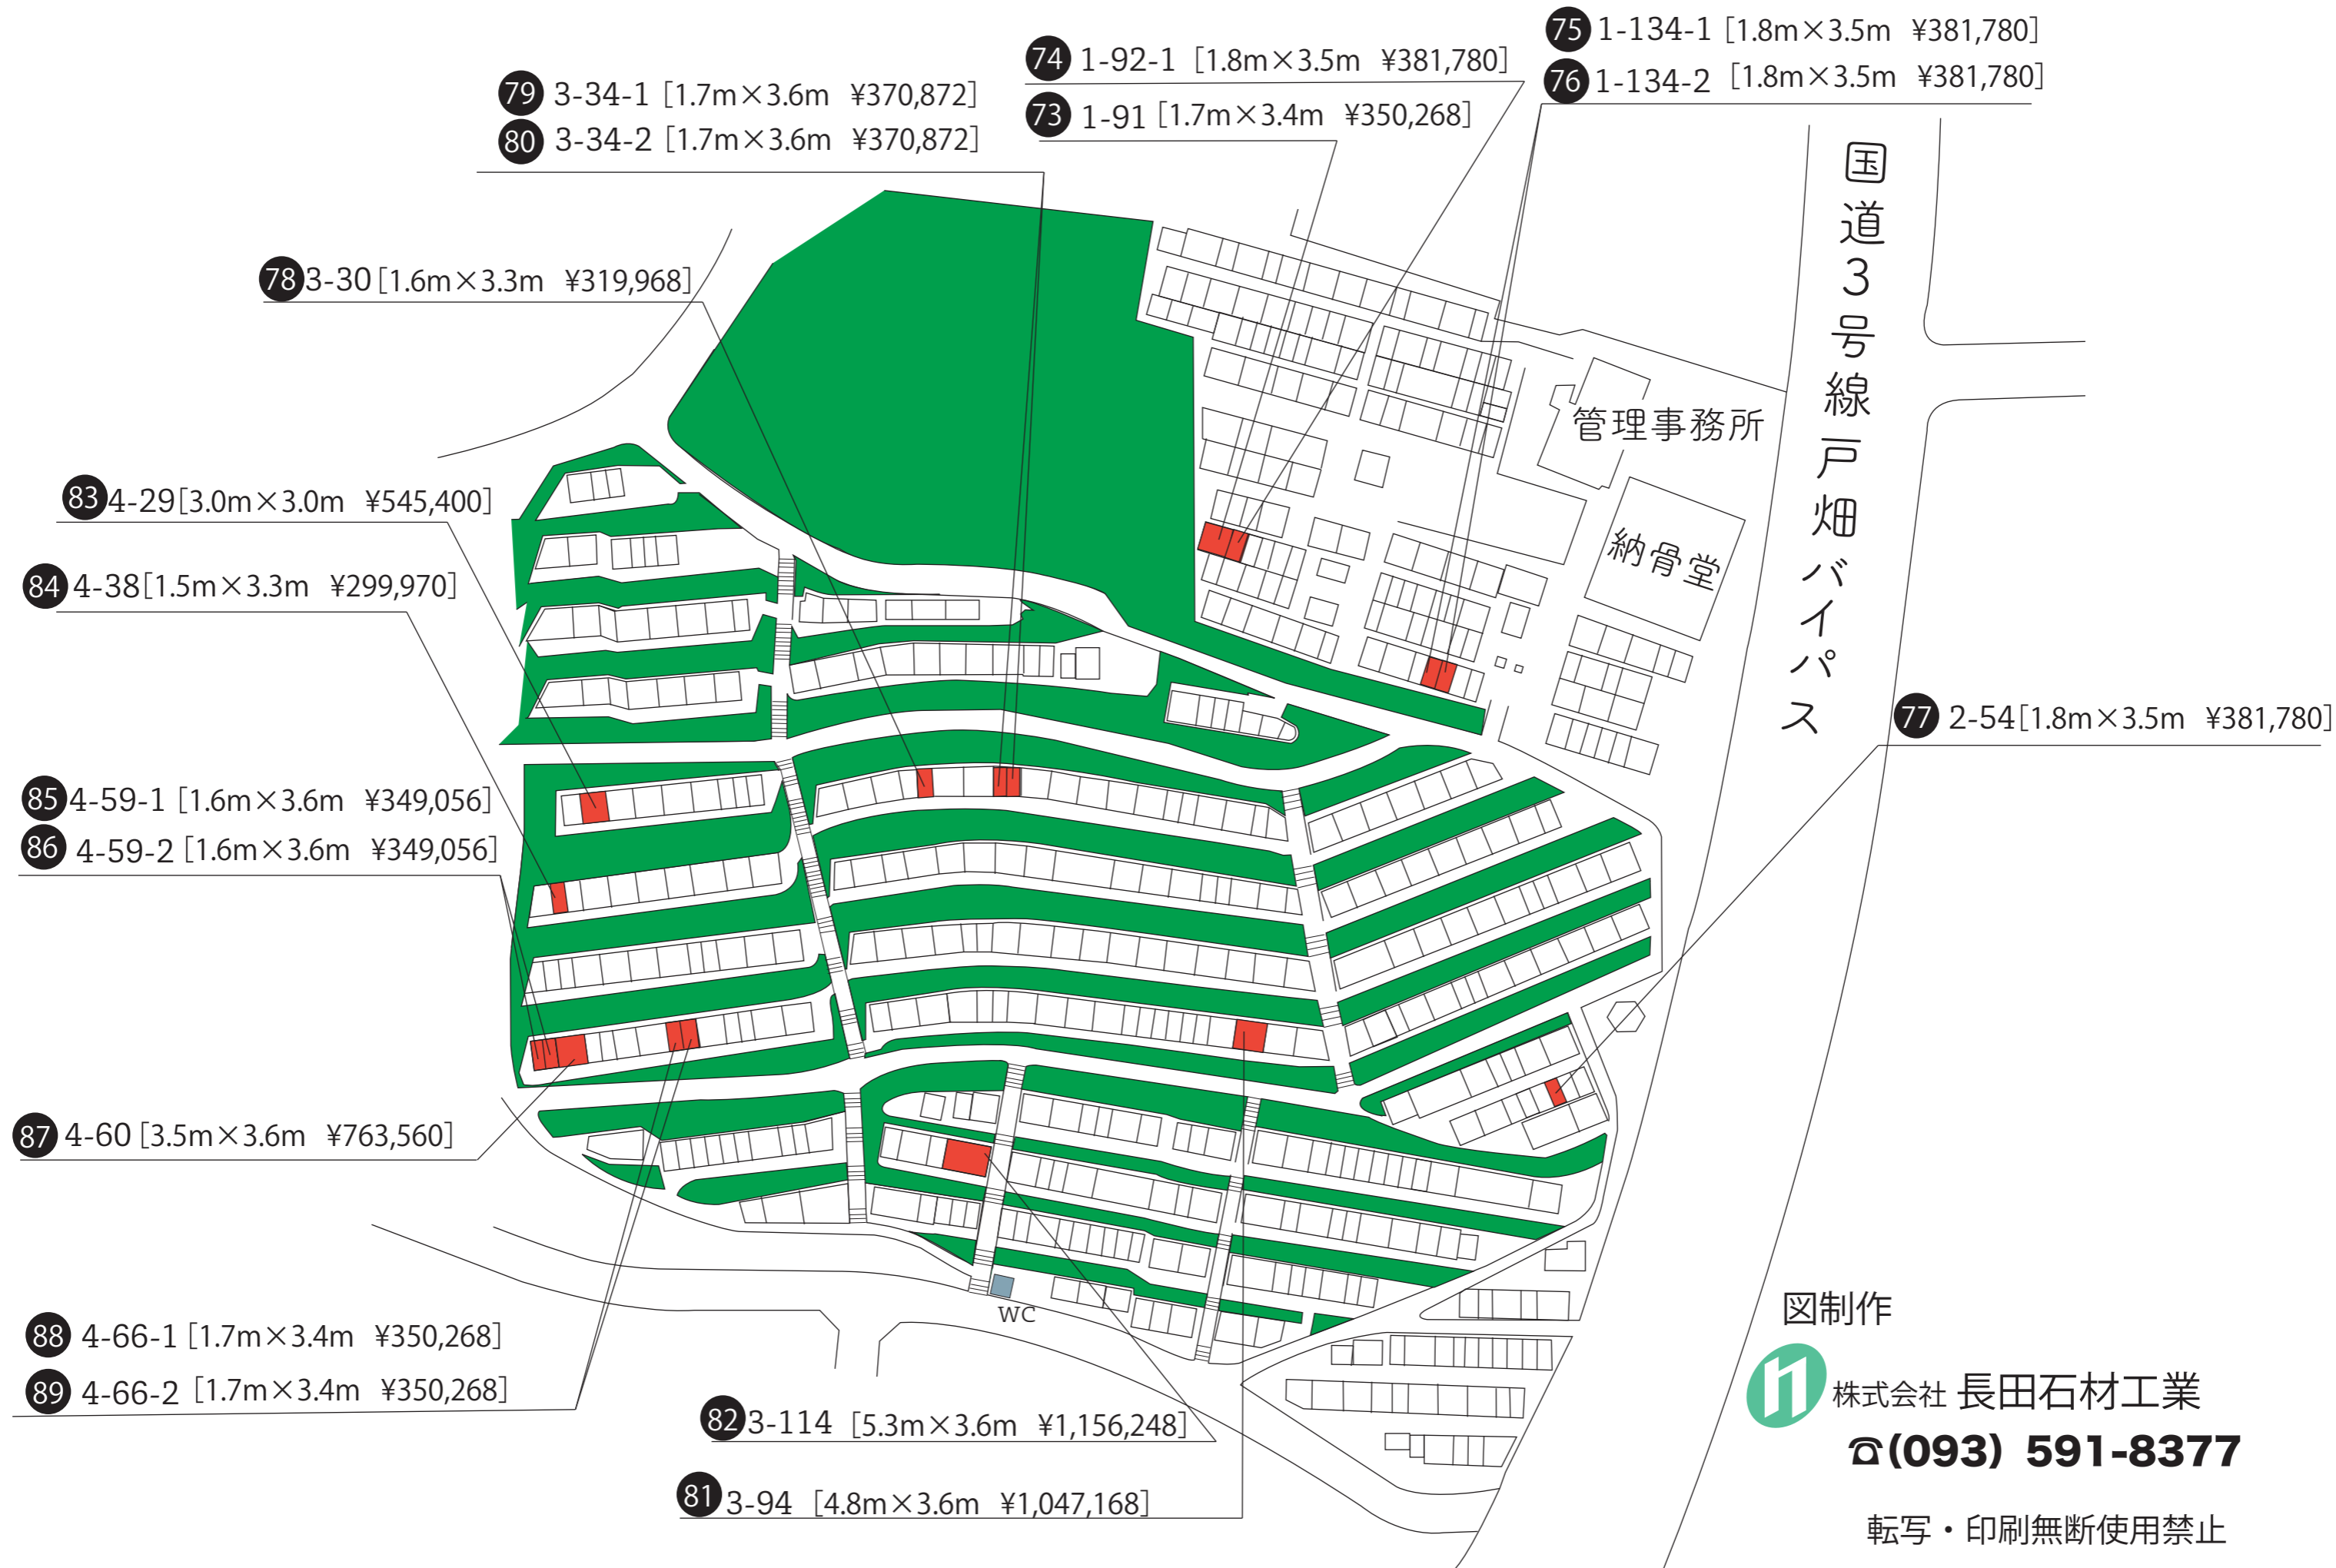 75 1-134-1 [1.8m×3.5m ¥381,780]
76 1-134-2 [1.8m×3.5m ¥381,780]
74 1-92-1 [1.8m×3.5m ¥381,780]
73 1-91 [1.7m×3.4m ¥350,268]
79 3-34-1 [1.7m×3.6m ¥370,872]
80 3-34-2 [1.7m×3.6m ¥370,872]
78 3-30 [1.6m×3.3m ¥319,968]
国道3号線戸畑バイパス
管理事務所
納骨堂
83 4-29[3.0m×3.0m ¥545,400]
84 4-38[1.5m×3.3m ¥299,970]
77 2-54[1.8m×3.5m ¥381,780]
85 4-59-1 [1.6m×3.6m ¥349,056]
86 4-59-2 [1.6m×3.6m ¥349,056]
87 4-60 [3.5m×3.6m ¥763,560]
88 4-66-1 [1.7m×3.4m ¥350,268]
89 4-66-2 [1.7m×3.4m ¥350,268]
WC
82 3-114 [5.3m×3.6m ¥1,156,248]
81 3-94 [4.8m×3.6m ¥1,047,168]
図制作
株式会社 長田石材工業
☎(093) 591-8377
転写・印刷無断使用禁止